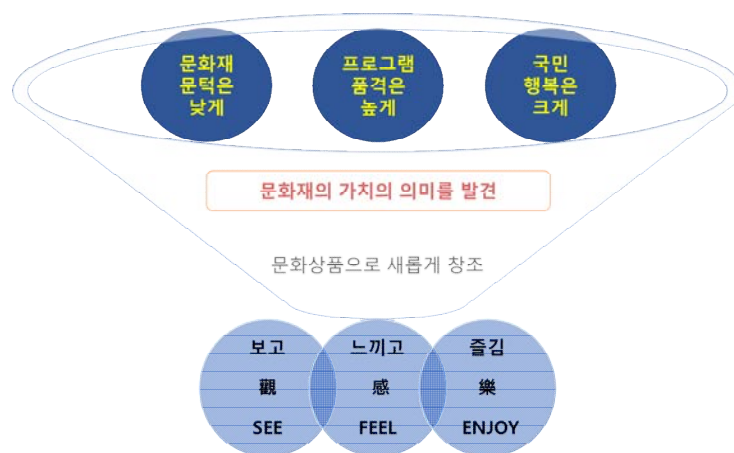 문화재
문턱은
낮게
프로그램
품격은
높게
국민
행복은
크게
문화재의 가치의 의미를 발견
문화상품으로 새롭게 창조
보고
觀
SEE
느끼고
感
FEEL
즐김
樂
ENJOY